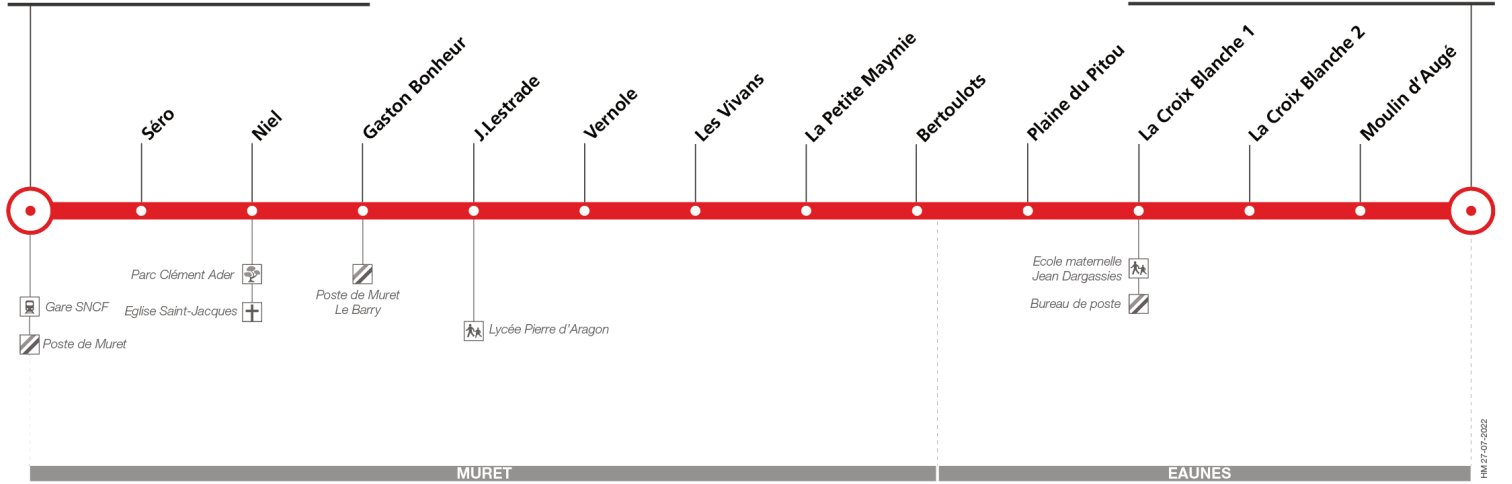 Séro
Niel
Gaston Bonheur
J.Lestrade
Vernole
Les Vivans
La Petite Maymie
Bertoulots
Plaine du Pitou
La Croix Blanche 1
La Croix Blanche 2
Moulin d'Augé
Gare SNCF
Poste de Muret
Parc Clément Ader
Eglise Saint-Jacques
Poste de Muret
Le Barry
Lycée Pierre d'Aragon
Ecole maternelle
Jean Dargassies
Bureau de poste
MURET
EAUNES
HM 27-07-2022